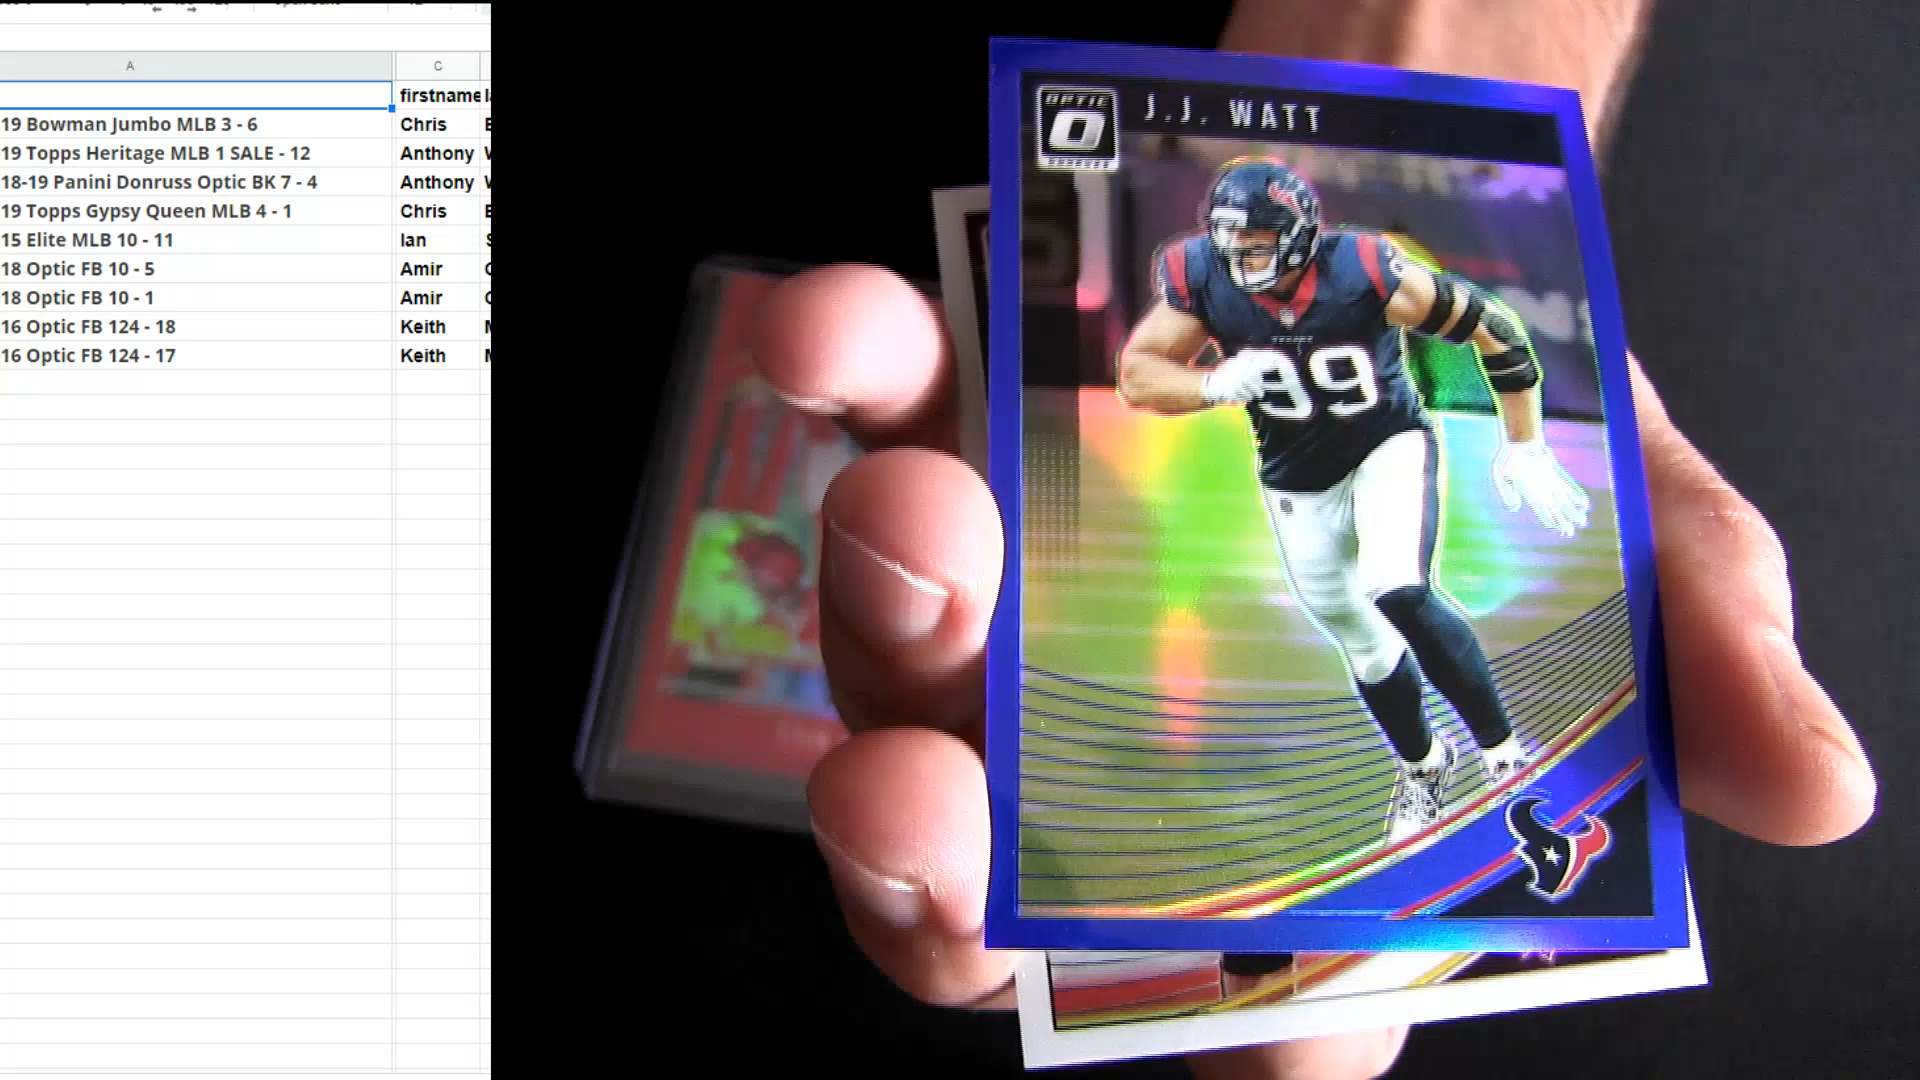 A
C
firstname
19 Bowman Jumbo MLB 3 - 6
Chris
19 Topps Heritage MLB 1 SALE - 12
Anthony
18-19 Panini Donruss Optic BK 7 - 4
Anthony
19 Topps Gypsy Queen MLB 4 - 1
Chris
15 Elite MLB 10 - 11
Ian
18 Optic FB 10 - 5
Amir
18 Optic FB 10 - 1
Amir
16 Optic FB 124 - 18
Keith
16 Optic FB 124 - 17
Keith
OPTIC
DONRUSS
J.J. WATT
TEXANS
99